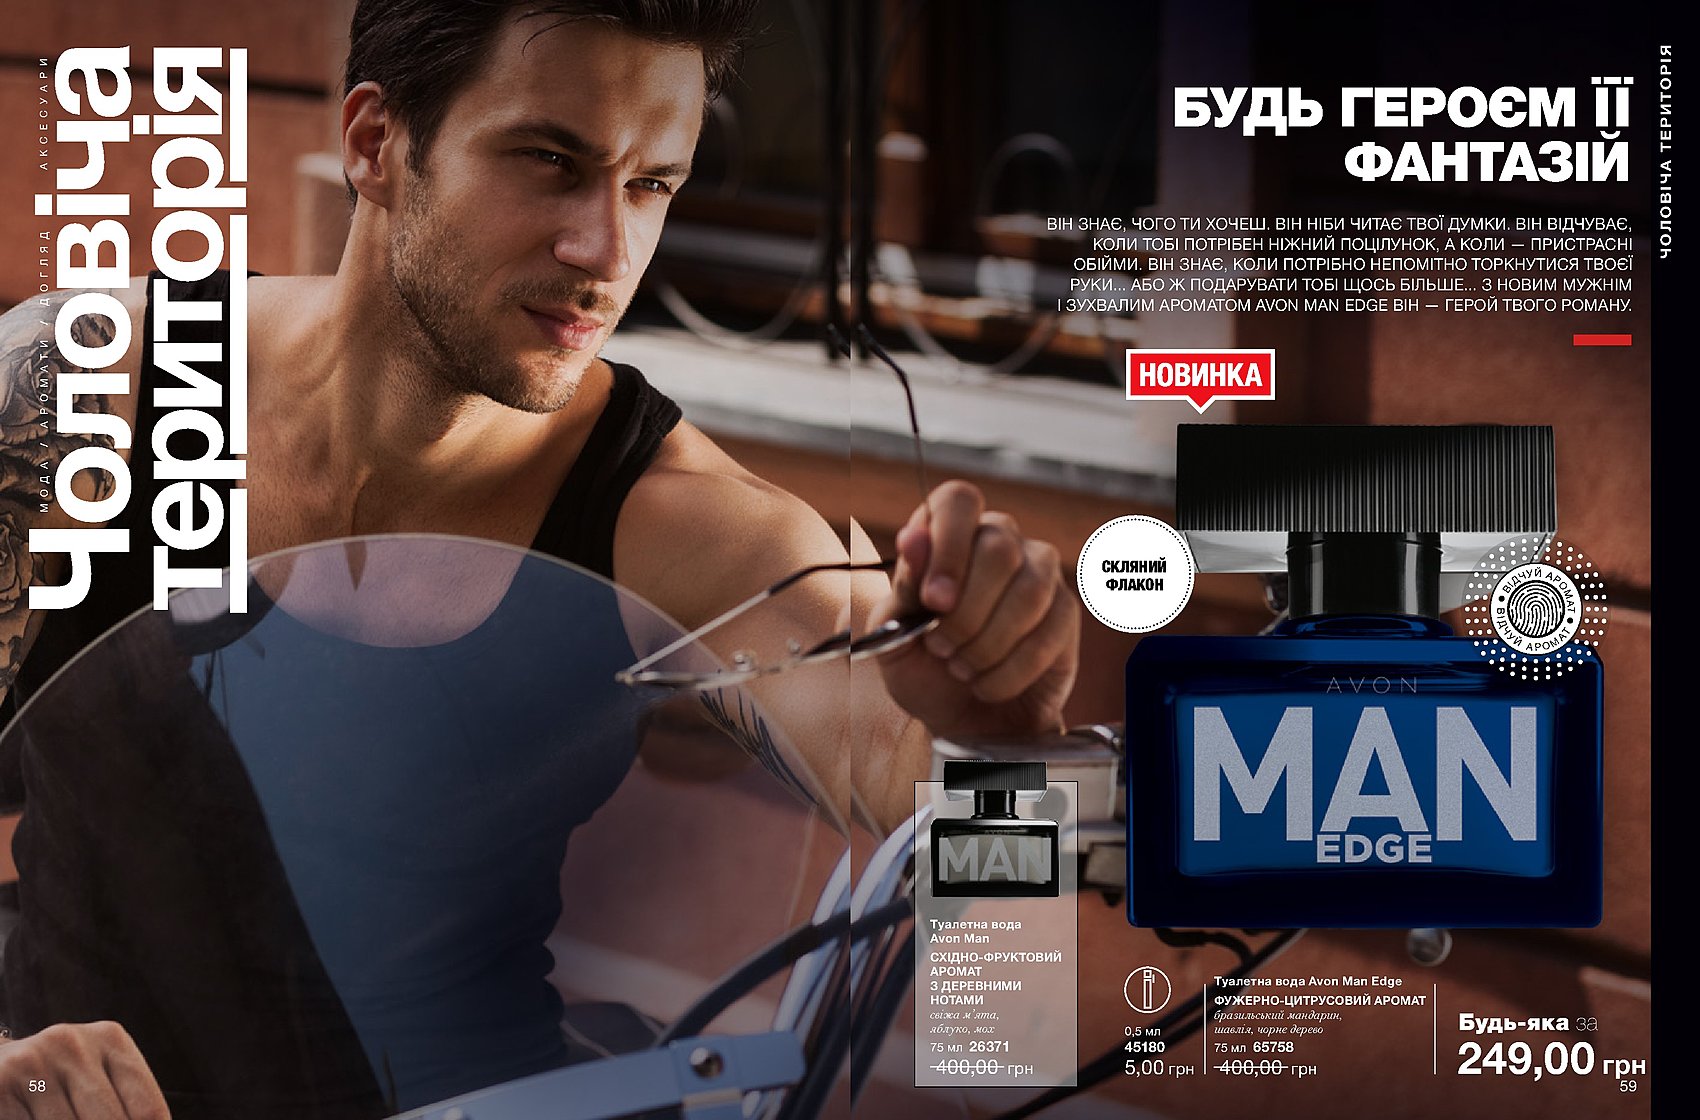 Чоловіча
територія
МОДА / АРОМАТИ / ДОГЛЯД АКСЕСУАРИ
58
ЧОЛОВІЧА ТЕРИТОРІЯ
БУДЬ ГЕРОЄМ ЇЇ
ФАНТАЗІЙ
ВІН ЗНАЄ, ЧОГО ТИ ХОЧЕШ. ВІН НІБИ ЧИТАЄ ТВОЇ ДУМКИ. ВІН ВІДЧУВАЄ,
КОЛИ ТОБІ ПОТРІБЕН НІЖНИЙ ПОЦІЛУНОК, А КОЛИ — ПРИСТРАСНІ
ОБІЙМИ. ВІН ЗНАЄ, КОЛИ ПОТРІБНО НЕПОМІТНО ТОРКНУТИСЯ ТВОЄЇ
РУКИ... АБО Ж ПОДАРУВАТИ ТОБІ ЩОСЬ БІЛЬШЕ... З НОВИМ МУЖНІМ
І ЗУХВАЛИМ АРОМАТОМ AVON MAN EDGE ВІН — ГЕРОЙ ТВОГО РОМАНУ.
НОВИНКА
СКЛЯНИЙ
ФЛАКОН
ВІДЧУЙ АРОМАТ • ВІДЧУЙ АРОМАТ •
AVON
MAN
EDGE
AVON
MAN
Туалетна вода
Avon Man
СХІДНО-ФРУКТОВИЙ
АРОМАТ
З ДЕРЕВНИМИ
НОТАМИ
свіжа м'ята,
яблуко, мох
75 мл 26371
400,00 грн
0,5 мл
45180
5,00 грн
Туалетна вода Avon Man Edge
ФУЖЕРНО-ЦИТРУСОВИЙ АРОМАТ
бразильський мандарин,
шавлія, чорне дерево
75 мл 65758
400,00 грн
Будь-яка за
249,00 грн
59